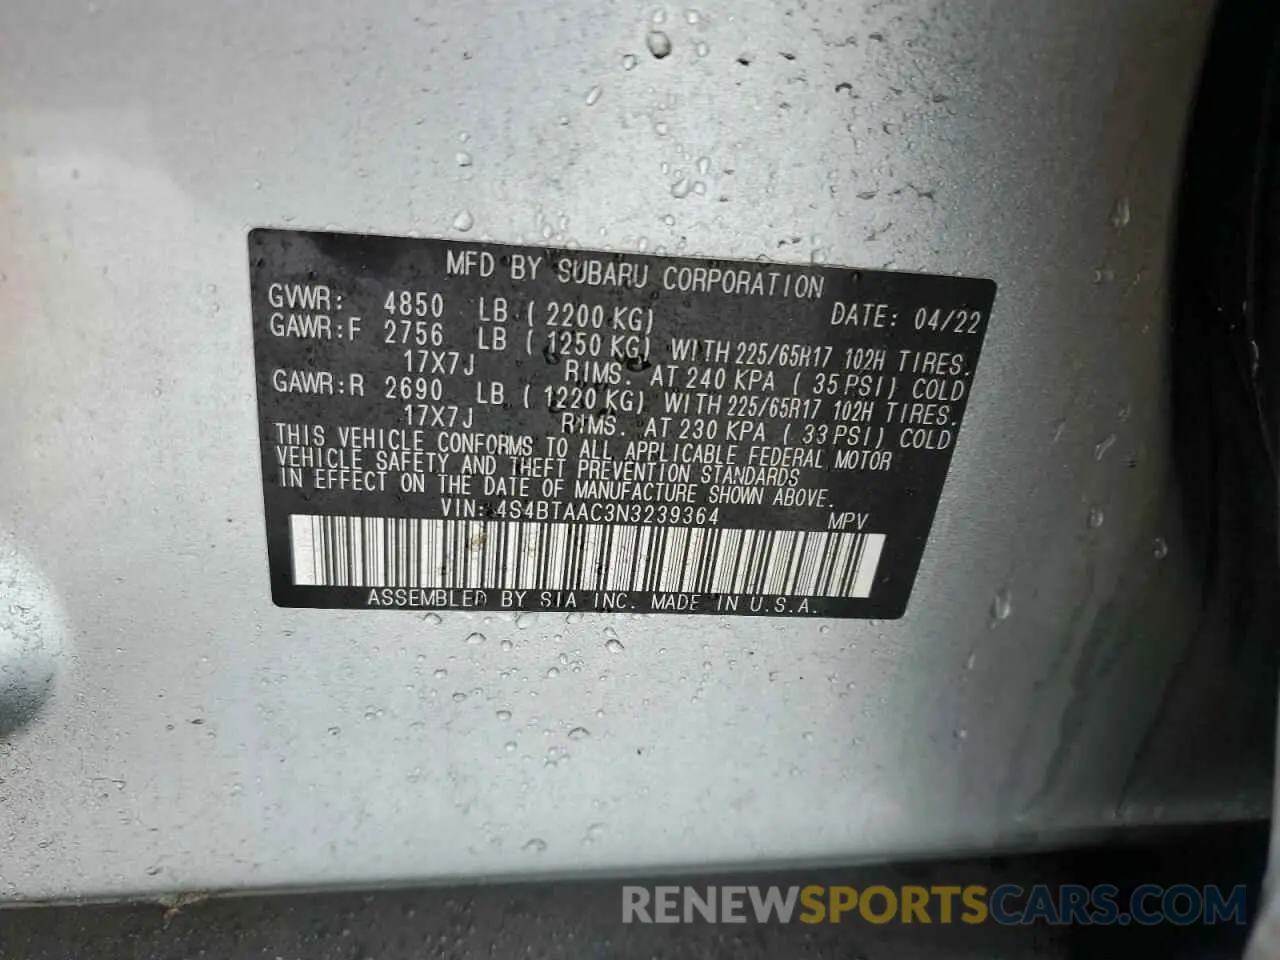 MFD BY SUBARU CORPORATION
GVWR: 4850 LB ( 2200 KG) DATE: 04/22
GAWR:F 2756 LB ( 1250 KG) WITH 225/65R17 102H TIRES.
17X7J RIMS. AT 240 KPA ( 35 PSI) COLD
GAWR:R 2690 LB ( 1220 KG) WITH 225/65R17 102H TIRES.
17X7J RIMS. AT 230 KPA ( 33 PSI) COLD
THIS VEHICLE CONFORMS TO ALL APPLICABLE FEDERAL MOTOR
VEHICLE SAFETY AND THEFT PREVENTION STANDARDS
IN EFFECT ON THE DATE OF MANUFACTURE SHOWN ABOVE.
VIN: 4S4BTAAC3N3239364 MPV
ASSEMBLED BY SIA INC. MADE IN U.S.A.
RENEWSPORTSCARS.COM